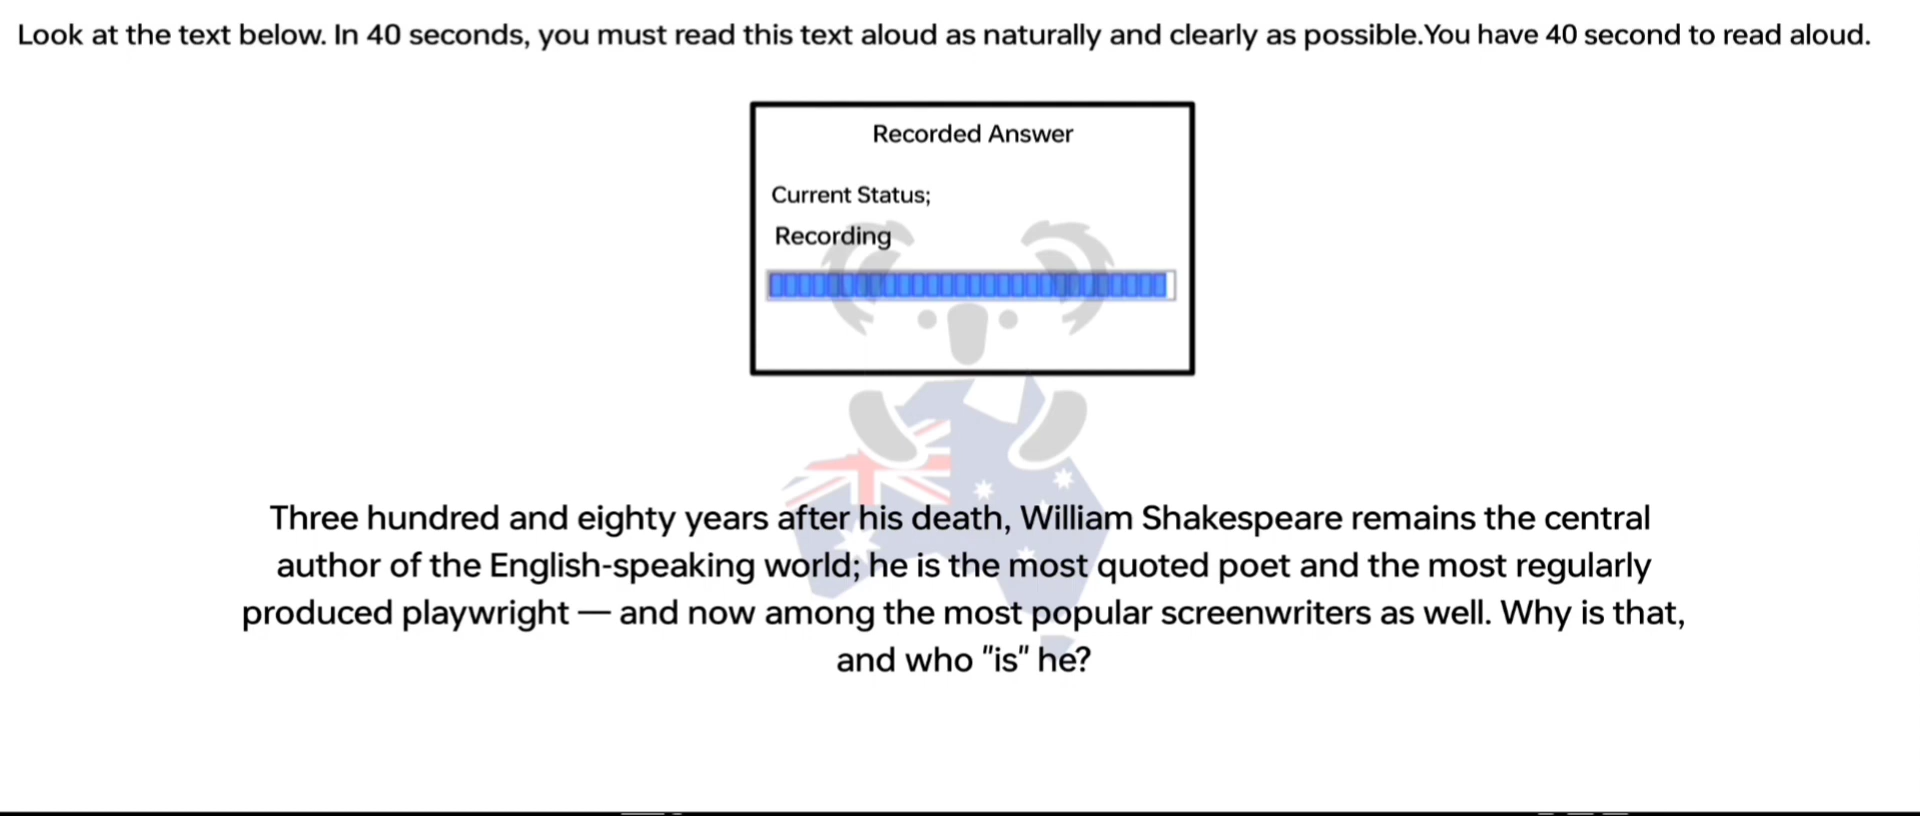 Look at the text below. In 40 seconds, you must read this text aloud as naturally and clearly as possible.You have 40 second to read aloud.
Recorded Answer
Current Status;
Recording
Three hundred and eighty years after his death, William Shakespeare remains the central
author of the English-speaking world; he is the most quoted poet and the most regularly
produced playwright — and now among the most popular screenwriters as well. Why is that,
and who "is" he?